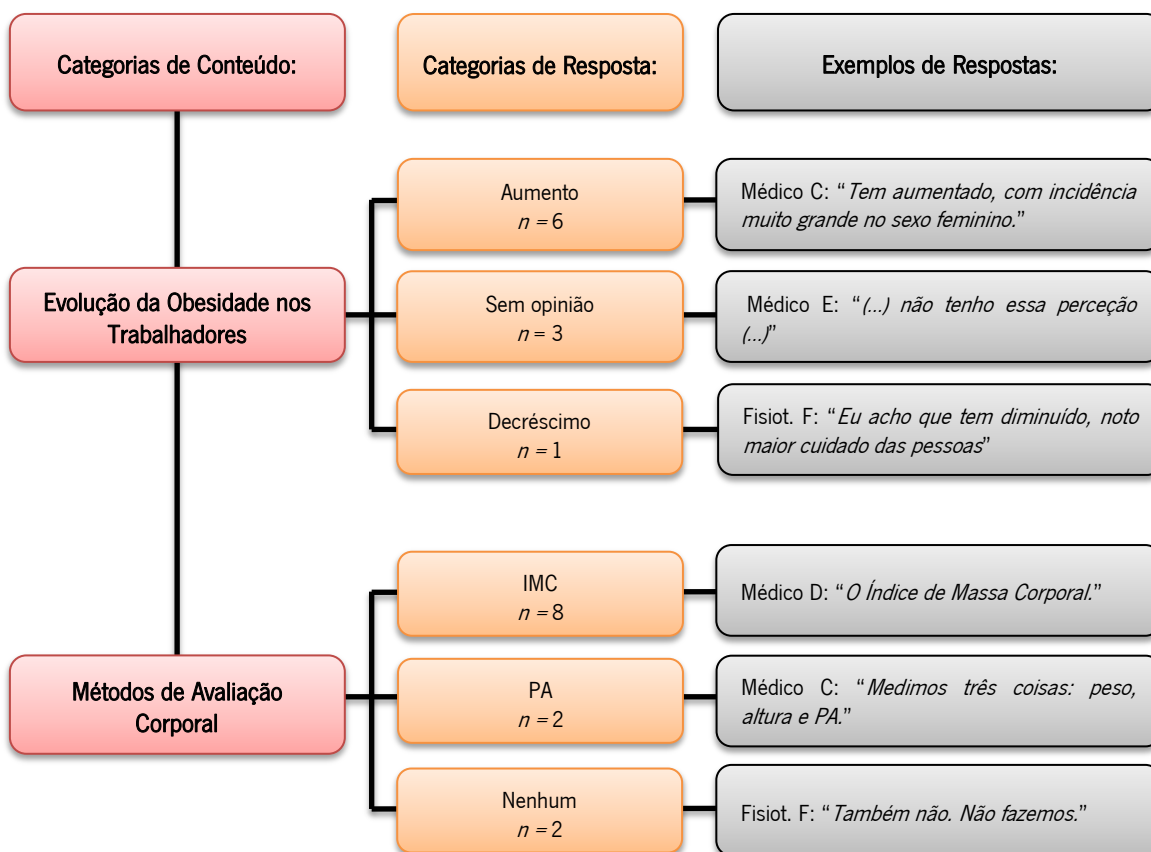 Categorias de Conteúdo:
Categorias de Resposta:
Exemplos de Respostas:
Evolução da Obesidade nos
Trabalhadores
Aumento
n = 6
Médico C: “Tem aumentado, com incidência
muito grande no sexo feminino.”
Sem opinião
n = 3
Médico E: “(...) não tenho essa perceção
(...)”
Decréscimo
n = 1
Fisiot. F: “Eu acho que tem diminuído, noto
maior cuidado das pessoas”
Métodos de Avaliação
Corporal
IMC
n = 8
Médico D: “O Índice de Massa Corporal.”
PA
n = 2
Médico C: “Medimos três coisas: peso,
altura e PA.”
Nenhum
n = 2
Fisiot. F: “Também não. Não fazemos.”